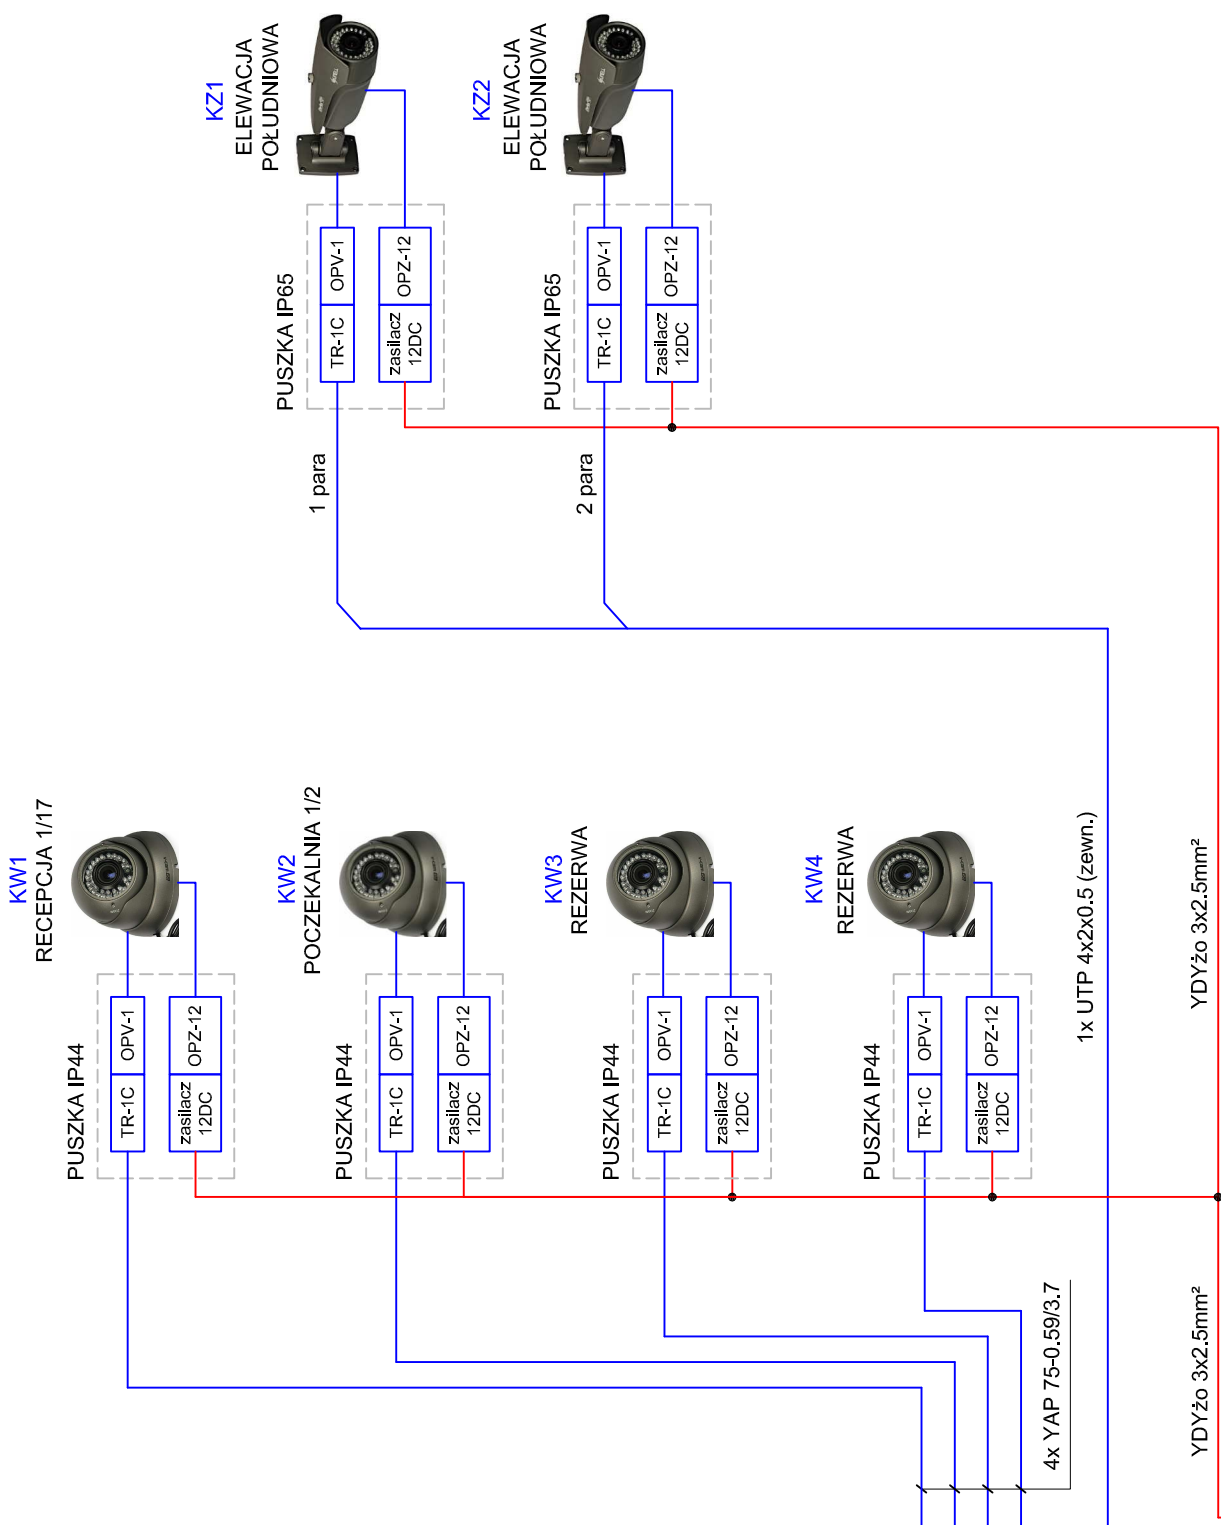 KZ1
ELEWACJA
POŁUDNIOWA
PUSZKA IP65
TR-1C
OPV-1
zasilacz
12DC
OPZ-12
1 para
KZ2
ELEWACJA
POŁUDNIOWA
PUSZKA IP65
TR-1C
OPV-1
zasilacz
12DC
OPZ-12
2 para
KW1
RECEPCJA 1/17
PUSZKA IP44
TR-1C
OPV-1
zasilacz
12DC
OPZ-12
KW2
POCZEKALNIA 1/2
PUSZKA IP44
TR-1C
OPV-1
zasilacz
12DC
OPZ-12
KW3
REZERWA
PUSZKA IP44
TR-1C
OPV-1
zasilacz
12DC
OPZ-12
KW4
REZERWA
PUSZKA IP44
TR-1C
OPV-1
zasilacz
12DC
OPZ-12
4x YAP 75-0.59/3.7
1x UTP 4x2x0.5 (zewn.)
YDYżo 3x2.5mm²
YDYżo 3x2.5mm²